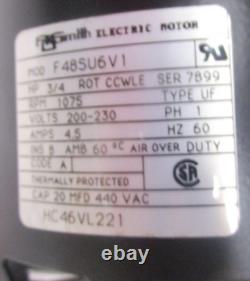 AOSmith ELECTRIC MOTOR
MOD F48SU6V1
HP 3/4 ROT CCWLE SER 7899
RPM 1075 TYPE UF
VOLTS 200-230 PH 1
AMPS 4.5 HZ 60
INS B AMB 60 °C AIR OVER DUTY
THERMALLY PROTECTED
CAP 20 MFD 440 VAC
HC46VL221